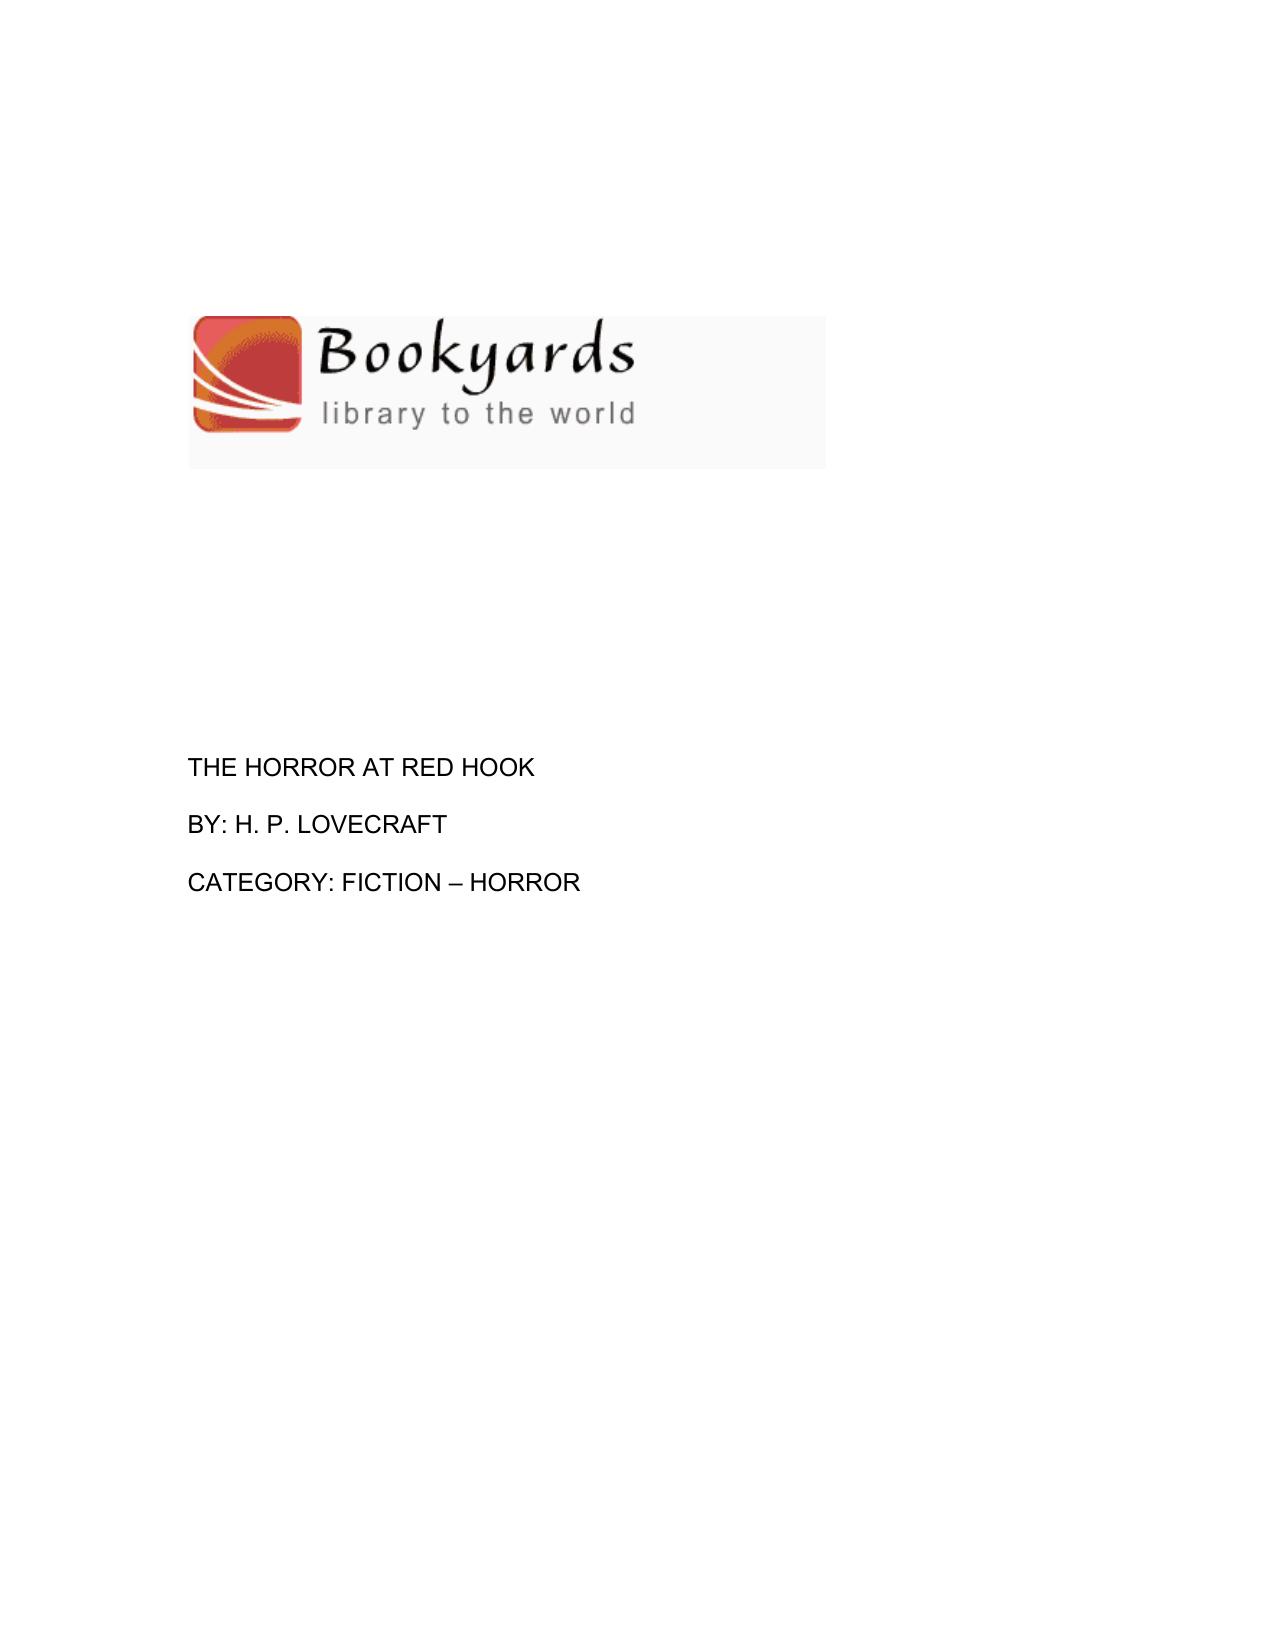 Bookyards
library to the world
THE HORROR AT RED HOOK
BY: H. P. LOVECRAFT
CATEGORY: FICTION – HORROR